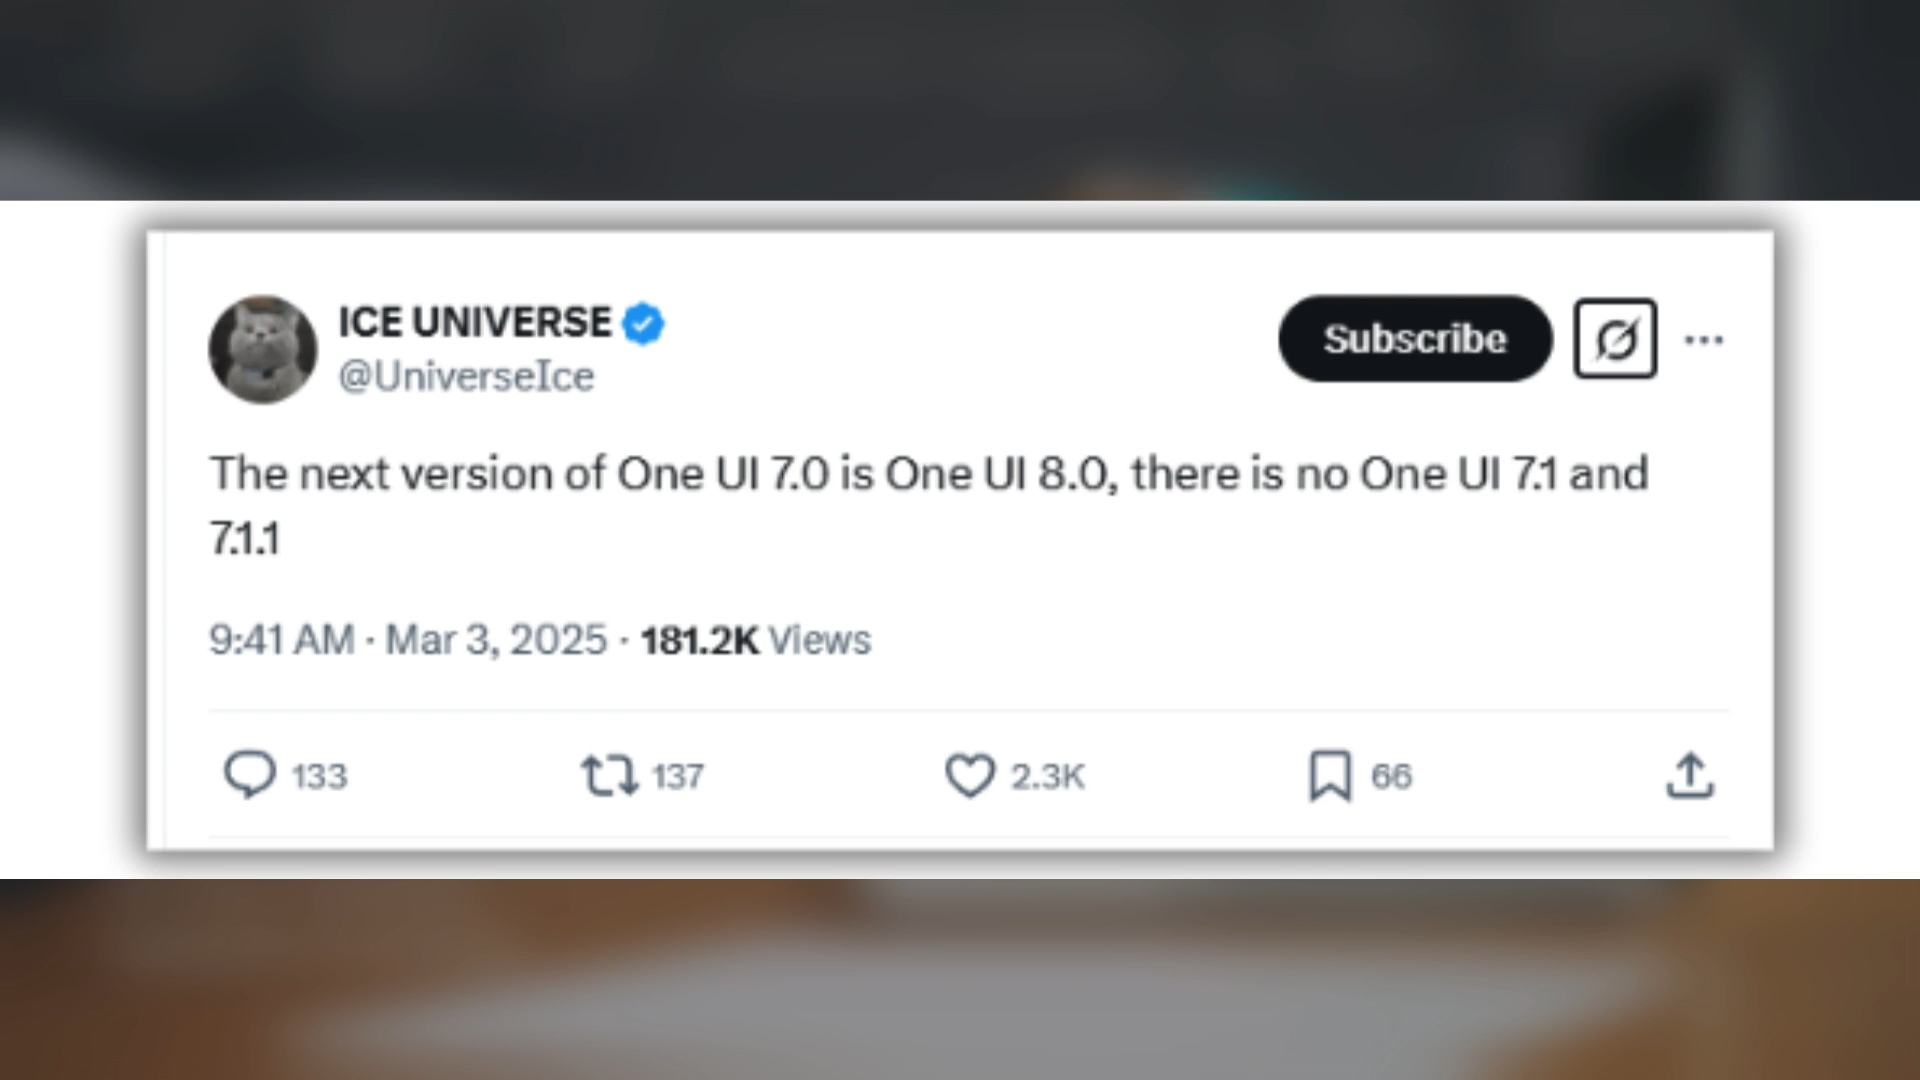 ICE UNIVERSE
@UniverseIce
Subscribe
The next version of One UI 7.0 is One UI 8.0, there is no One UI 7.1 and
7.1.1
9:41 AM · Mar 3, 2025 · 181.2K Views
133
137
2.3K
66